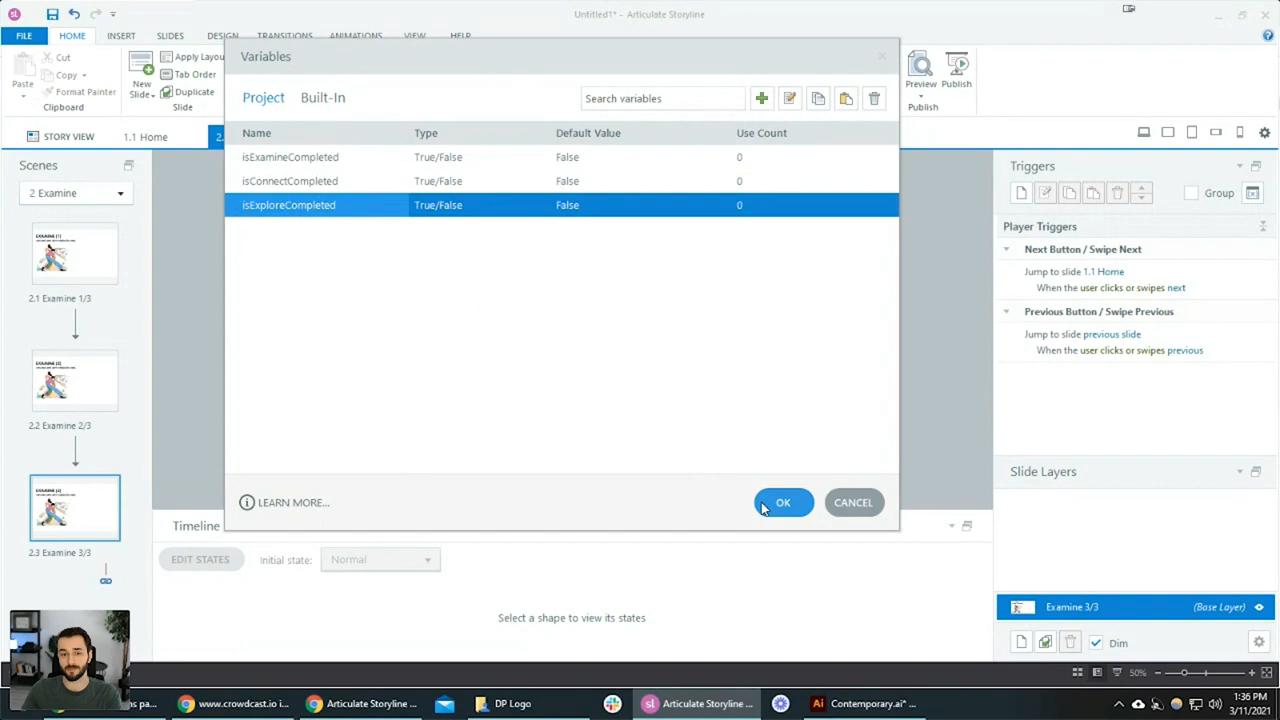 Untitled1* - Articulate Storyline
FILE HOME INSERT SLIDES DESIGN TRANSITIONS ANIMATIONS VIEW HELP
Paste
Cut
Copy
Format Painter
Clipboard
New Slide
Apply Layou
Tab Order
Duplicate
Slide
Preview
Publish
Publish
STORY VIEW
1.1 Home
2.
Scenes
2 Examine
2.1 Examine 1/3
2.2 Examine 2/3
2.3 Examine 3/3
Variables
Project Built-In
Search variables
Name Type Default Value Use Count
isExamineCompleted True/False False 0
isConnectCompleted True/False False 0
isExploreCompleted True/False False 0
LEARN MORE...
OK
CANCEL
Timeline
EDIT STATES
Initial state:
Normal
Select a shape to view its states
Triggers
Group
Player Triggers
Next Button / Swipe Next
Jump to slide 1.1 Home
When the user clicks or swipes next
Previous Button / Swipe Previous
Jump to slide previous slide
When the user clicks or swipes previous
Slide Layers
Examine 3/3 (Base Layer)
Dim
50%
s pa...
www.crowdcast.io i...
Articulate Storyline ...
DP Logo
Articulate Storyline ...
Contemporary.ai* ...
1:36 PM
3/11/2021